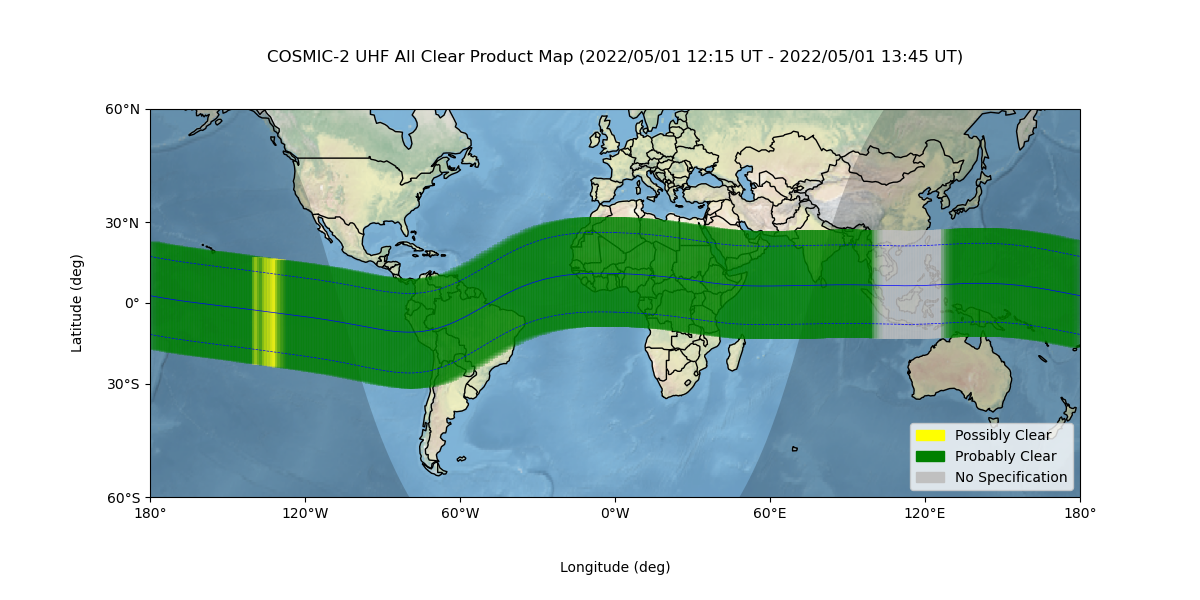 COSMIC-2 UHF All Clear Product Map (2022/05/01 12:15 UT - 2022/05/01 13:45 UT)
60°N
30°N
0°
30°S
60°S
Latitude (deg)
Possibly Clear
Probably Clear
No Specification
180° 120°W 60°W 0°W 60°E 120°E 180°
Longitude (deg)